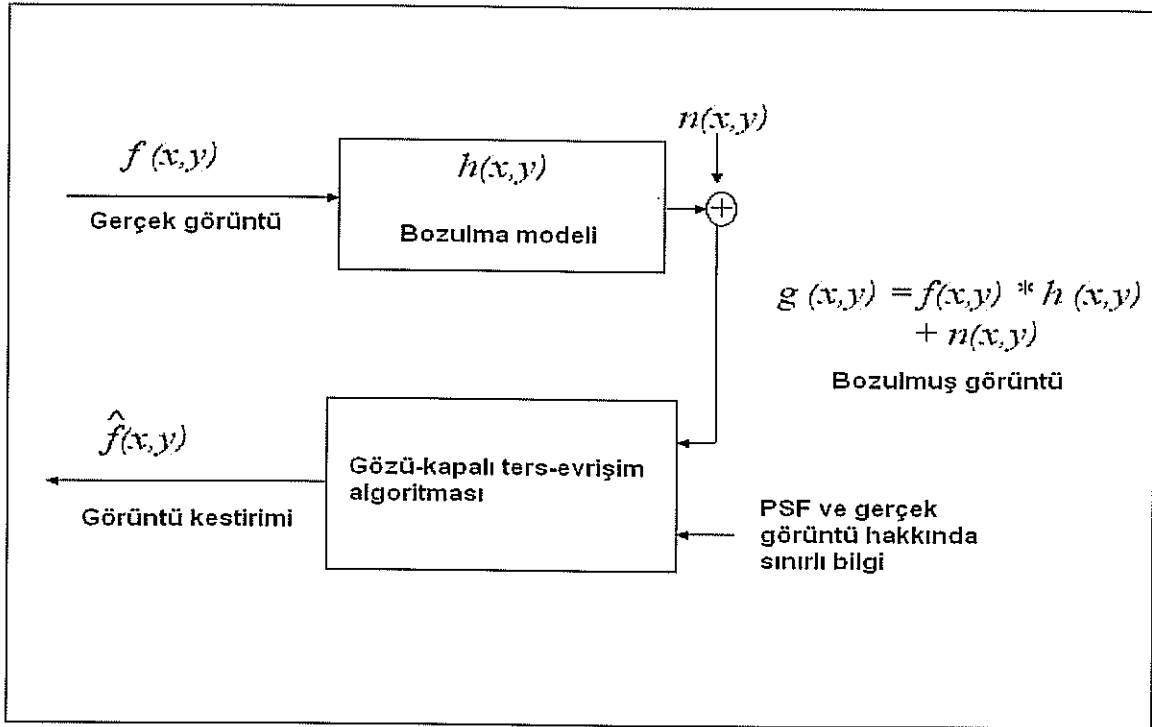 n(x,y)
f (x,y)
h(x,y)
Gerçek görüntü
Bozulma modeli
+
g (x,y) = f(x,y) * h (x,y)
+ n(x,y)
Bozulmuş görüntü
f̂(x,y)
Görüntü kestirimi
Gözü-kapalı ters-evrişim
algoritması
PSF ve gerçek
görüntü hakkında
sınırlı bilgi